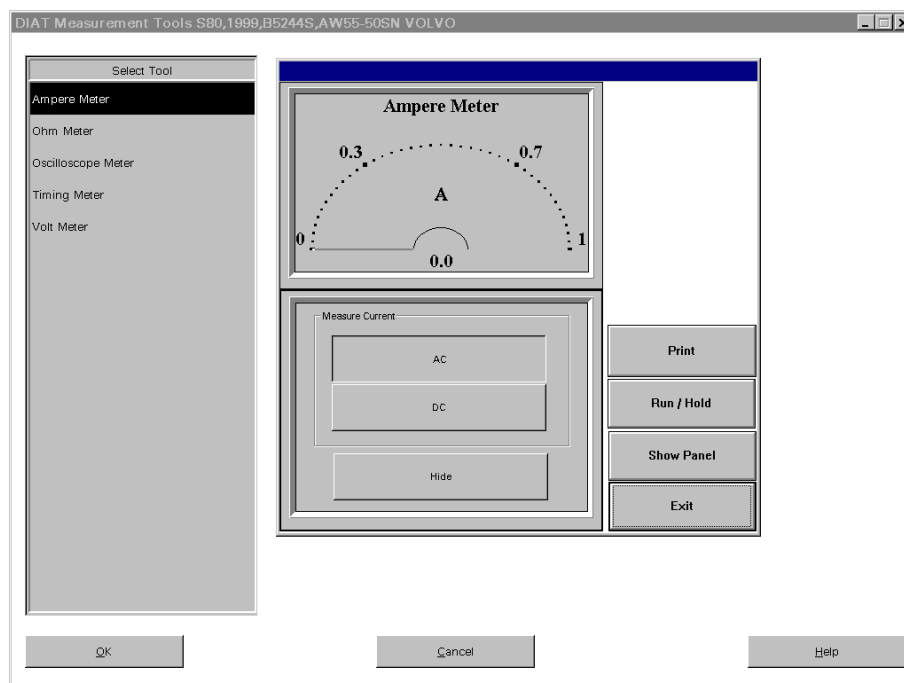 DIAT Measurement Tools S80,1999,B5244S,AW55-50SN VOLVO
Select Tool
Ampere Meter
Ohm Meter
Oscilloscope Meter
Timing Meter
Volt Meter
Ampere Meter
0.3
0.7
A
0
1
0.0
Measure Current
AC
DC
Hide
Print
Run / Hold
Show Panel
Exit
OK
Cancel
Help